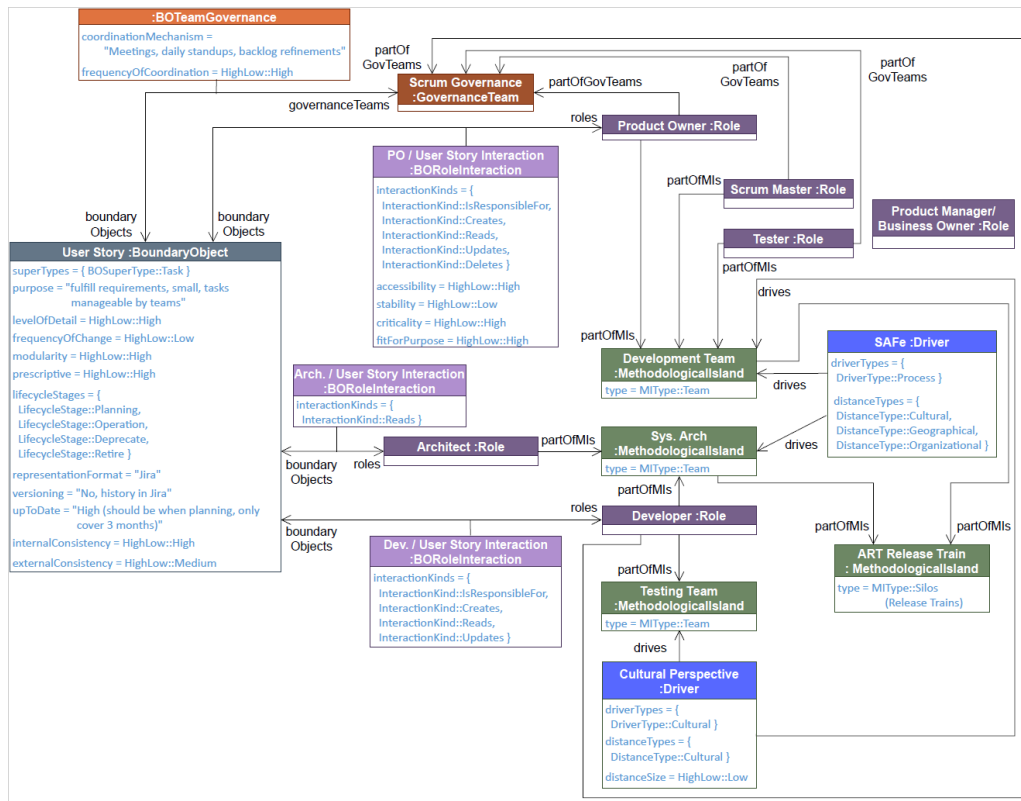 :BOTeamGovernance
coordinationMechanism =
"Meetings, daily standups, backlog refinements"
frequencyOfCoordination = HighLow::High
partOf
GovTeams
partOf
GovTeams
partOf
GovTeams
Scrum Governance
:GovernanceTeam
governanceTeams
partOfGovTeams
roles
Product Owner :Role
PO / User Story Interaction
:BORoleInteraction
interactionKinds = {
InteractionKind::IsResponsibleFor,
InteractionKind::Creates,
InteractionKind::Reads,
InteractionKind::Updates,
InteractionKind::Deletes }
accessibility = HighLow::High
stability = HighLow::Low
criticality = HighLow::High
fitForPurpose = HighLow::High
partOfMIs
Scrum Master :Role
Product Manager/
Business Owner :Role
Tester :Role
partOfMIs
boundary
Objects
boundary
Objects
User Story :BoundaryObject
superTypes = { BOSuperType::Task }
purpose = "fulfill requirements, small, tasks
manageable by teams"
levelOfDetail = HighLow::High
frequencyOfChange = HighLow::Low
modularity = HighLow::High
prescriptive = HighLow::High
lifecycleStages = {
LifecycleStage::Planning,
LifecycleStage::Operation,
LifecycleStage::Deprecate,
LifecycleStage::Retire }
representationFormat = "Jira"
versioning = "No, history in Jira"
upToDate = "High (should be when planning, only
cover 3 months)"
internalConsistency = HighLow::High
externalConsistency = HighLow::Medium
drives
partOfMIs
Development Team
:MethodologicalIsland
type = MIType::Team
drives
SAFe :Driver
driverTypes = {
DriverType::Process }
distanceTypes = {
DistanceType::Cultural,
DistanceType::Geographical,
DistanceType::Organizational }
Arch. / User Story Interaction
:BORoleInteraction
interactionKinds = {
InteractionKind::Reads }
boundary
Objects
roles
Architect :Role
partOfMIs
Sys. Arch
:MethodologicalIsland
type = MIType::Team
drives
partOfMIs
boundary
Objects
roles
Developer :Role
Dev. / User Story Interaction
:BORoleInteraction
interactionKinds = {
InteractionKind::IsResponsibleFor,
InteractionKind::Creates,
InteractionKind::Reads,
InteractionKind::Updates }
partOfMIs
partOfMIs
partOfMIs
ART Release Train
: MethodologicalIsland
type = MIType::Silos
(Release Trains)
Testing Team
:MethodologicalIsland
type = MIType::Team
drives
Cultural Perspective
:Driver
driverTypes = {
DriverType::Cultural }
distanceTypes = {
DistanceType::Cultural }
distanceSize = HighLow::Low